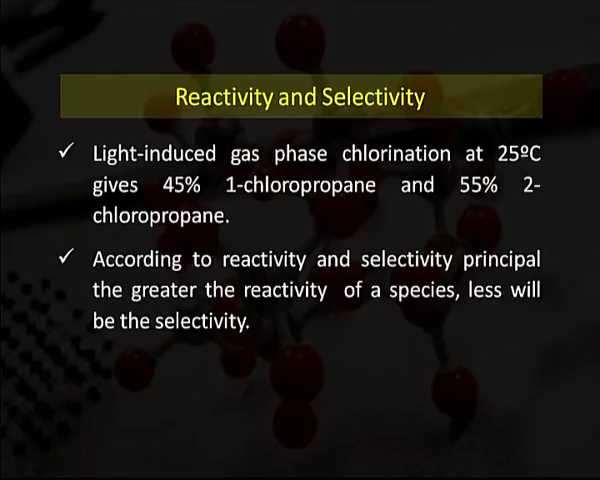 Reactivity and Selectivity
✓ Light-induced gas phase chlorination at 25ºC
gives 45% 1-chloropropane and 55% 2-
chloropropane.
✓ According to reactivity and selectivity principal
the greater the reactivity of a species, less will
be the selectivity.